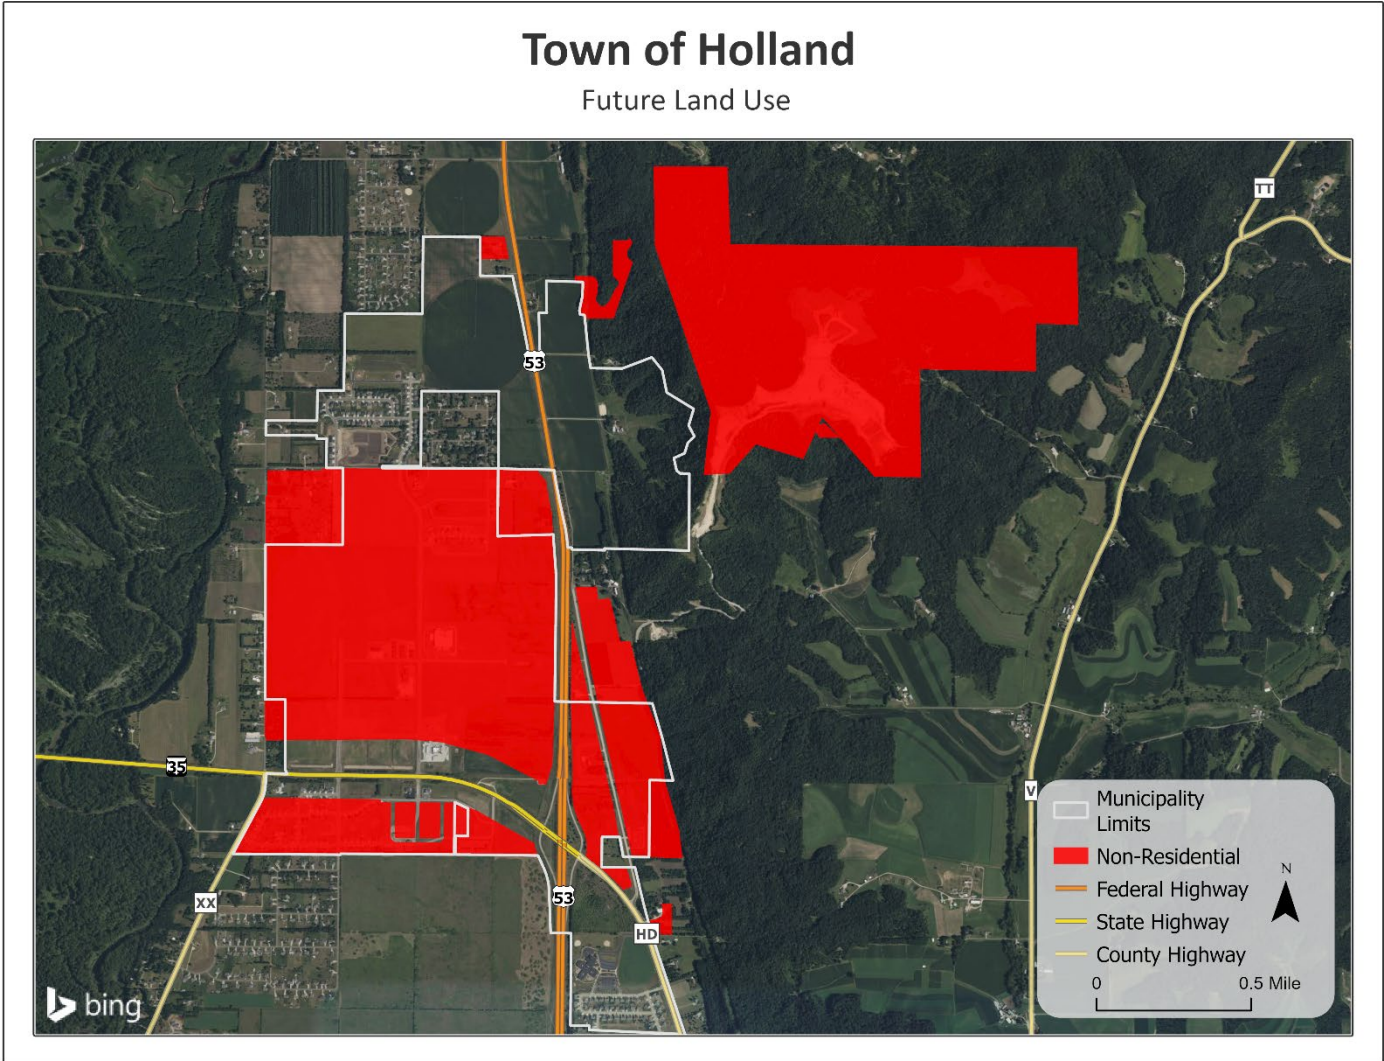 Town of Holland
Future Land Use
TT
53
35
V
XX
53
HD
Municipality
Limits
Non-Residential
Federal Highway
State Highway
County Highway
N
0 0.5 Mile
bing